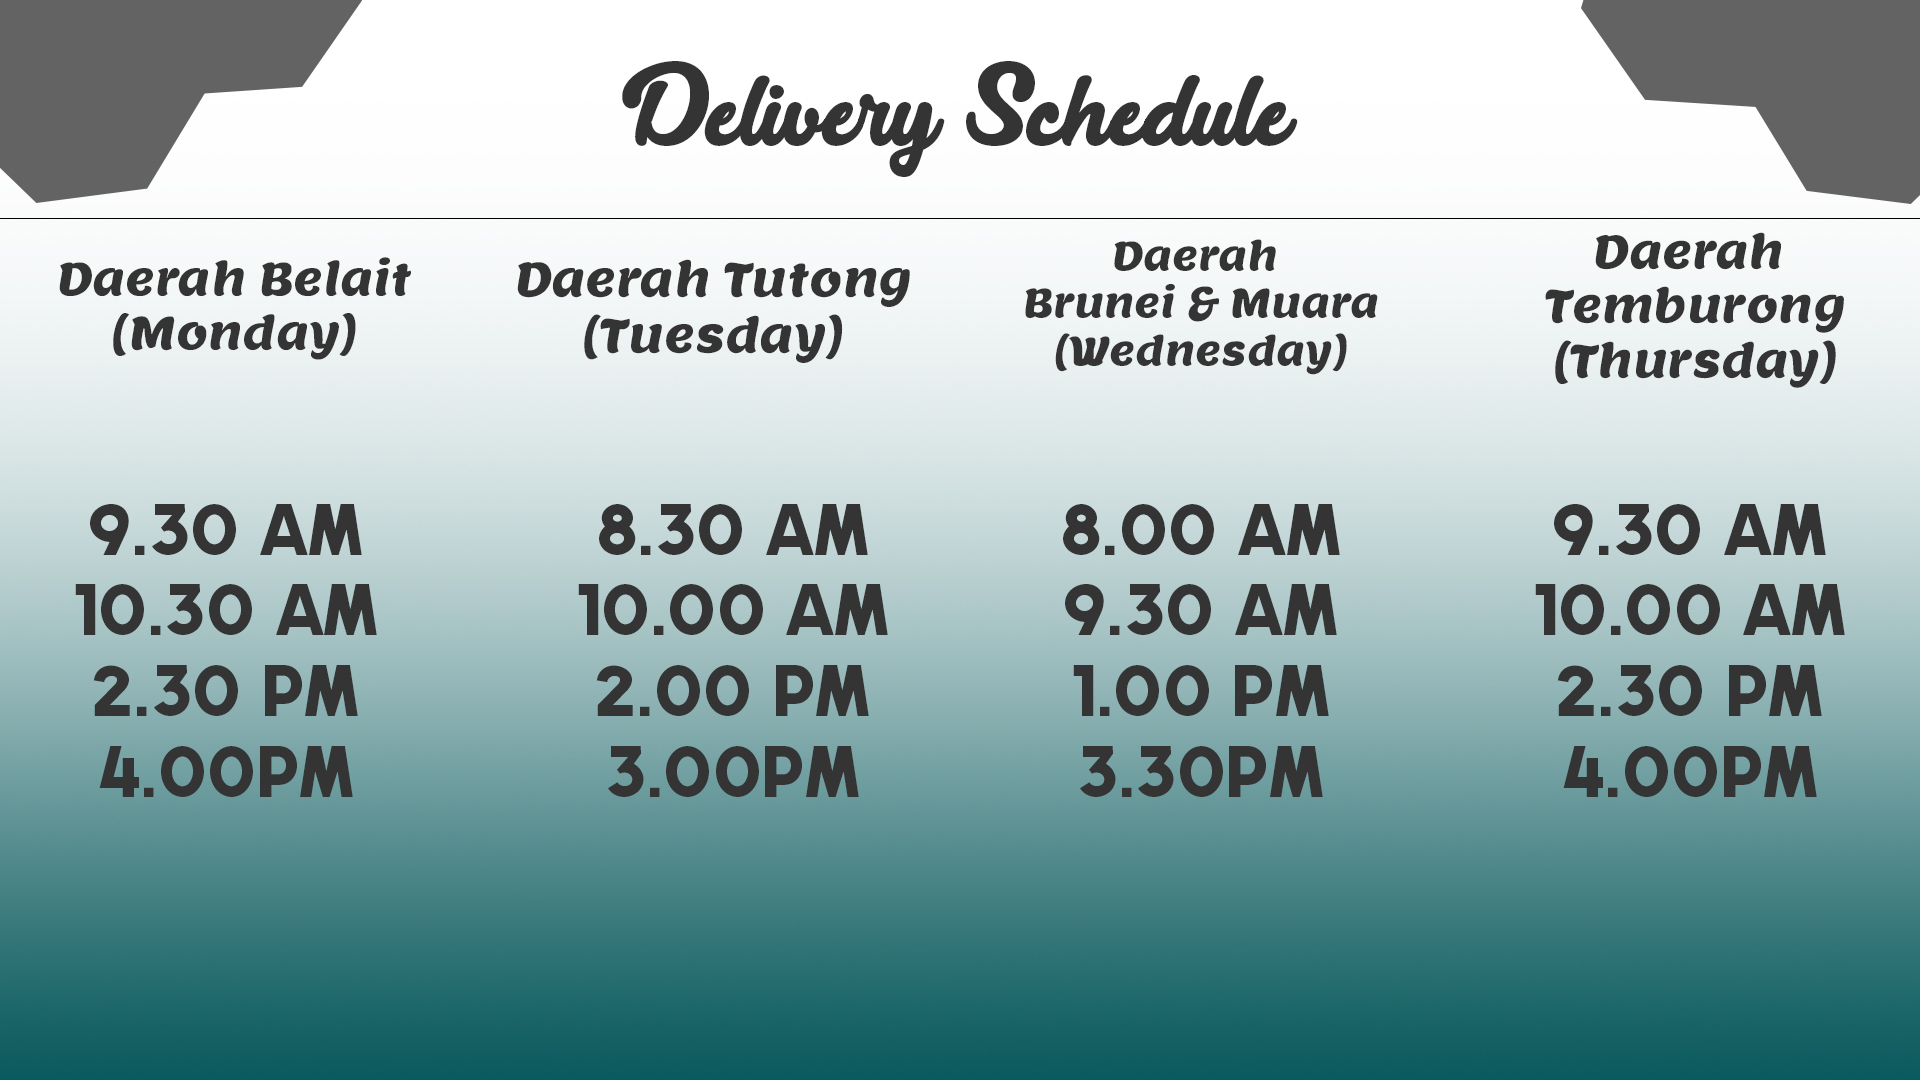 Delivery Schedule
Daerah Belait
(Monday)
9.30 AM
10.30 AM
2.30 PM
4.00PM
Daerah Tutong
(Tuesday)
8.30 AM
10.00 AM
2.00 PM
3.00PM
Daerah
Brunei & Muara
(Wednesday)
8.00 AM
9.30 AM
1.00 PM
3.30PM
Daerah
Temburong
(Thursday)
9.30 AM
10.00 AM
2.30 PM
4.00PM